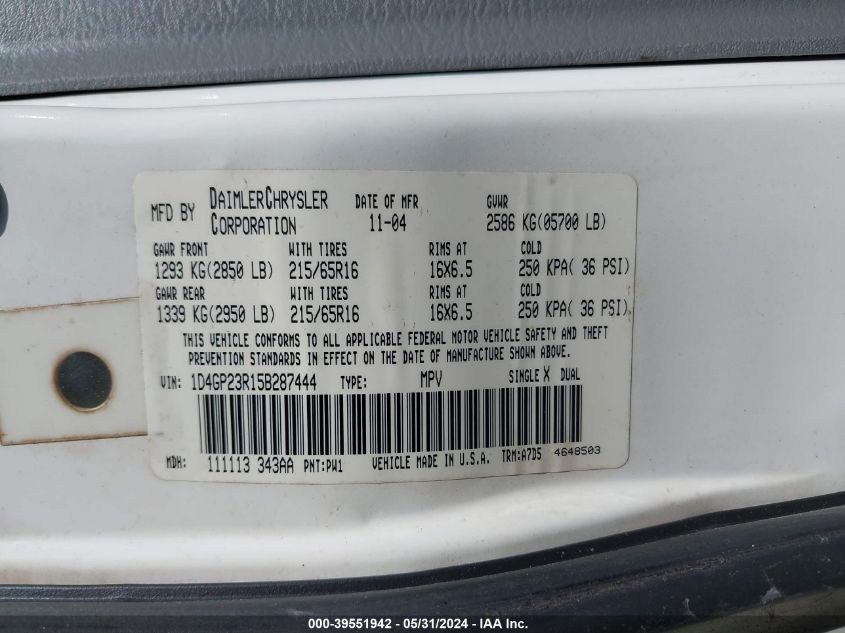 MFD BY DAIMLERCHRYSLER CORPORATION DATE OF MFR 11-04 GVWR 2586 KG(05700 LB)
GAWR FRONT WITH TIRES RIMS AT COLD
1293 KG(2850 LB) 215/65R16 16X6.5 250 KPA( 36 PSI)
GAWR REAR WITH TIRES RIMS AT COLD
1339 KG(2950 LB) 215/65R16 16X6.5 250 KPA( 36 PSI)
THIS VEHICLE CONFORMS TO ALL APPLICABLE FEDERAL MOTOR VEHICLE SAFETY AND THEFT
PREVENTION STANDARDS IN EFFECT ON THE DATE OF MANUFACTURE SHOWN ABOVE.
VIN: 1D4GP23R15B287444 TYPE: MPV SINGLE X DUAL
MDH: 111113 343AA PNT:PW1 VEHICLE MADE IN U.S.A. TRM:A7D5 4648503
000-39551942 - 05/31/2024 - IAA Inc.